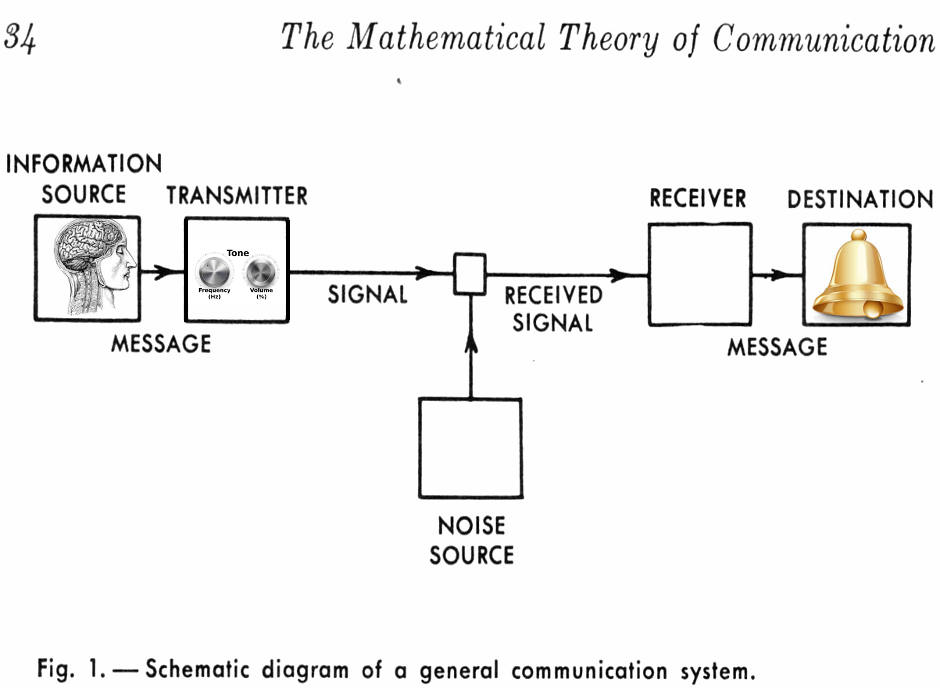 34
The Mathematical Theory of Communication
INFORMATION
SOURCE
TRANSMITTER
RECEIVER
DESTINATION
Tone
Frequency
(Hz)
Volume
(%)
SIGNAL
RECEIVED
SIGNAL
MESSAGE
MESSAGE
NOISE
SOURCE
Fig. 1. — Schematic diagram of a general communication system.